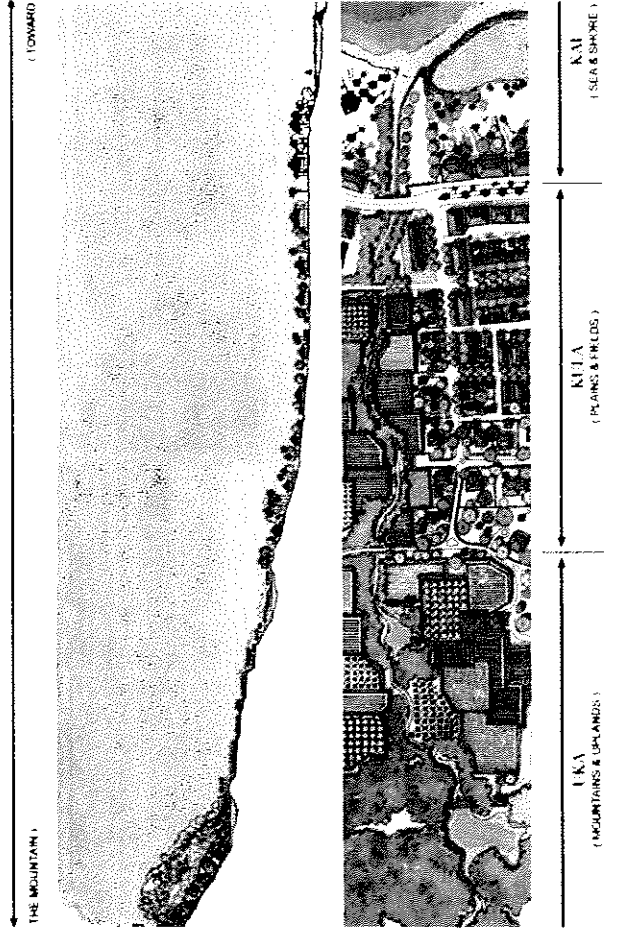 THE MOUNTAIN )
( TOWARD
UKA
( MOUNTAINS & UPLANDS )
KULA
( PLAINS & FIELDS )
KAI
( SEA & SHORE )